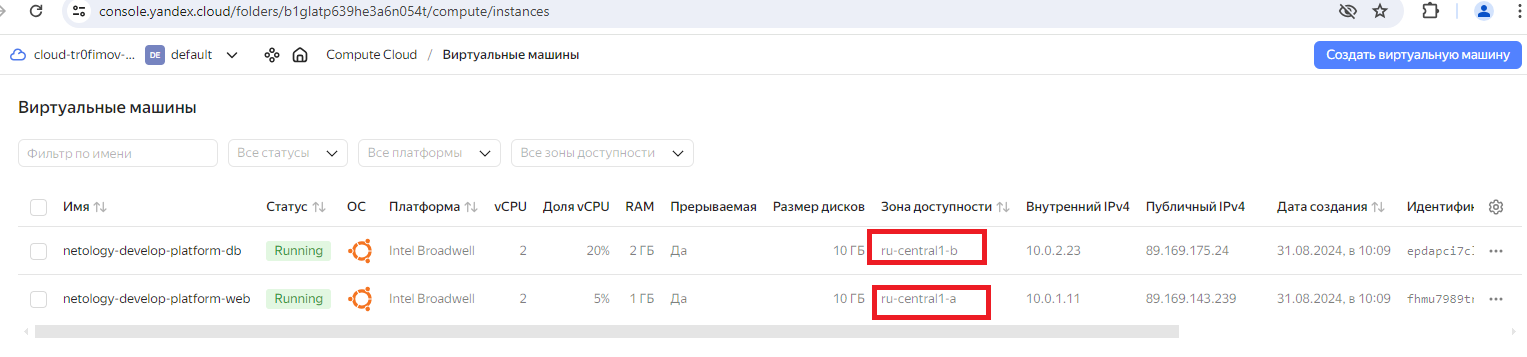 console.yandex.cloud/folders/b1glatp639he3a6n054t/compute/instances
cloud-tr0fimov-... DE default Compute Cloud / Виртуальные машины Создать виртуальную машину
Виртуальные машины
Фильтр по имени Все статусы Все платформы Все зоны доступности
Имя Статус ОС Платформа vCPU Доля vCPU RAM Прерываемая Размер дисков Зона доступности Внутренний IPv4 Публичный IPv4 Дата создания Идентифик
netology-develop-platform-db Running Intel Broadwell 2 20% 2 ГБ Да 10 ГБ ru-central1-b 10.0.2.23 89.169.175.24 31.08.2024, в 10:09 epdapci7cl
netology-develop-platform-web Running Intel Broadwell 2 5% 1 ГБ Да 10 ГБ ru-central1-a 10.0.1.11 89.169.143.239 31.08.2024, в 10:09 fhmu7989tr